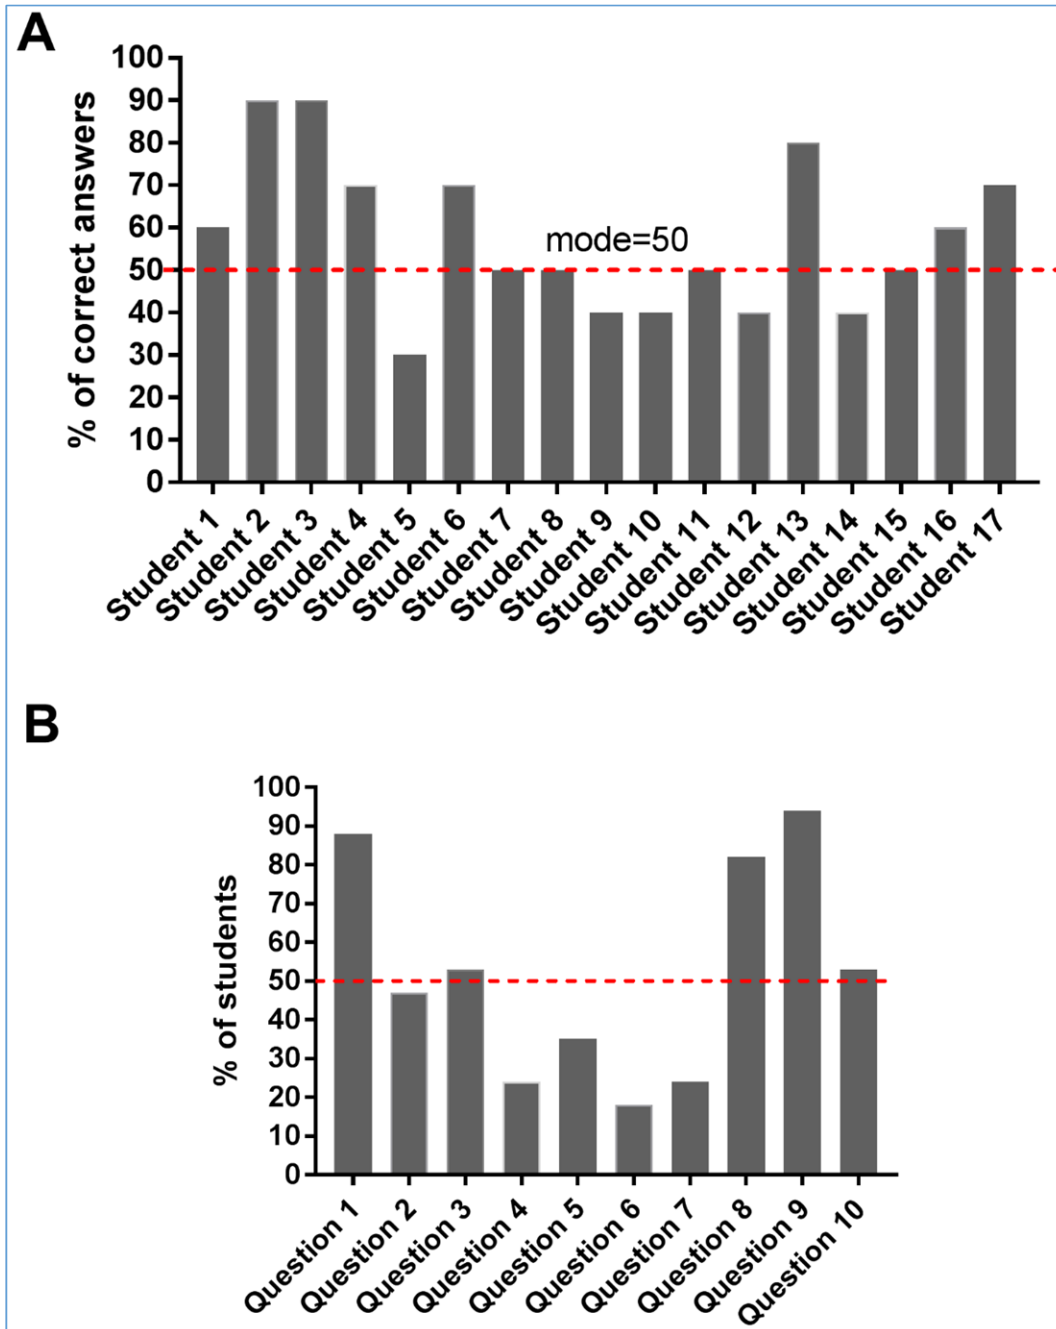 A
% of correct answers
100
90
80
70
60
50
40
30
20
10
0
mode=50
Student 1
Student 2
Student 3
Student 4
Student 5
Student 6
Student 7
Student 8
Student 9
Student 10
Student 11
Student 12
Student 13
Student 14
Student 15
Student 16
Student 17
B
% of students
100
90
80
70
60
50
40
30
20
10
0
Question 1
Question 2
Question 3
Question 4
Question 5
Question 6
Question 7
Question 8
Question 9
Question 10